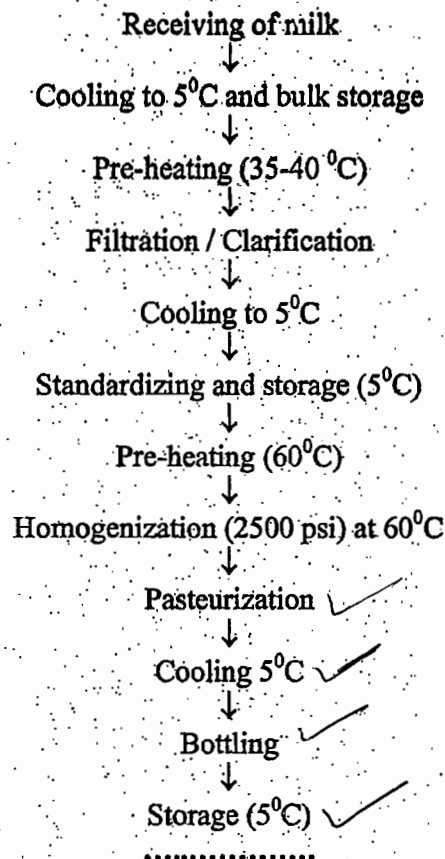 Receiving of milk
↓
Cooling to 5⁰C and bulk storage
↓
Pre-heating (35-40 ⁰C)
↓
Filtration / Clarification
↓
Cooling to 5⁰C
↓
Standardizing and storage (5⁰C)
↓
Pre-heating (60⁰C)
↓
Homogenization (2500 psi) at 60⁰C
↓
Pasteurization ✓
↓
Cooling 5⁰C ✓
↓
Bottling ✓
↓
Storage (5⁰C) ✓